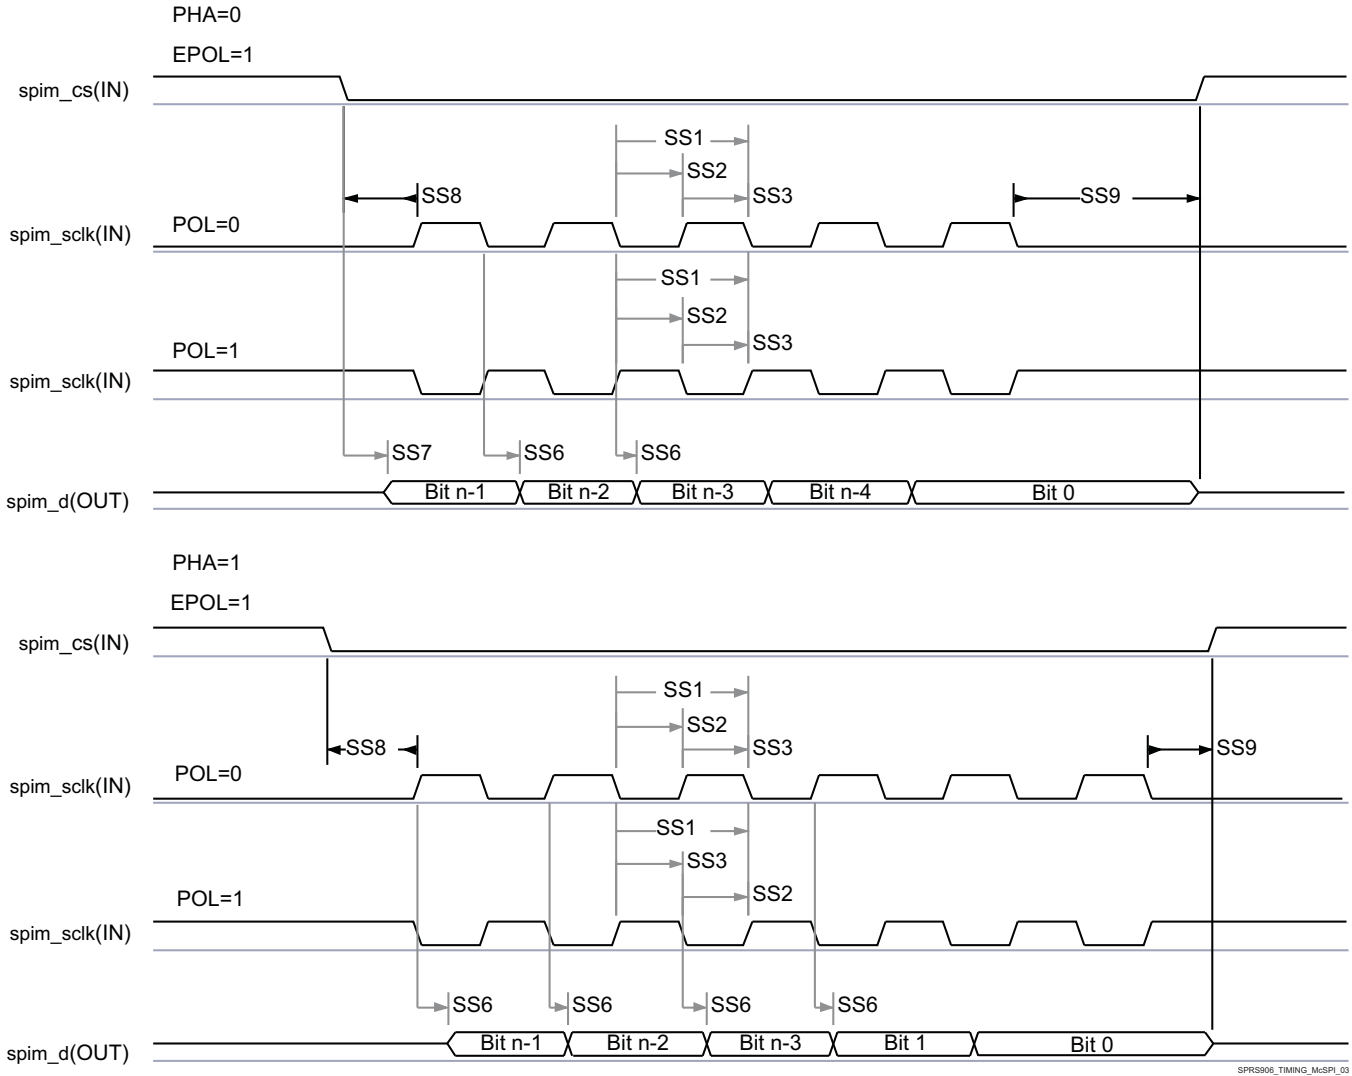 PHA=0
EPOL=1
spim_cs(IN)
SS1
SS2
SS8
SS3
SS9
POL=0
spim_sclk(IN)
SS1
SS2
SS3
POL=1
spim_sclk(IN)
SS7
SS6
SS6
Bit n-1
Bit n-2
Bit n-3
Bit n-4
Bit 0
spim_d(OUT)
PHA=1
EPOL=1
spim_cs(IN)
SS1
SS2
SS8
SS3
SS9
POL=0
spim_sclk(IN)
SS1
SS3
SS2
POL=1
spim_sclk(IN)
SS6
SS6
SS6
SS6
Bit n-1
Bit n-2
Bit n-3
Bit 1
Bit 0
spim_d(OUT)
SPRS906_TIMING_McSPI_03